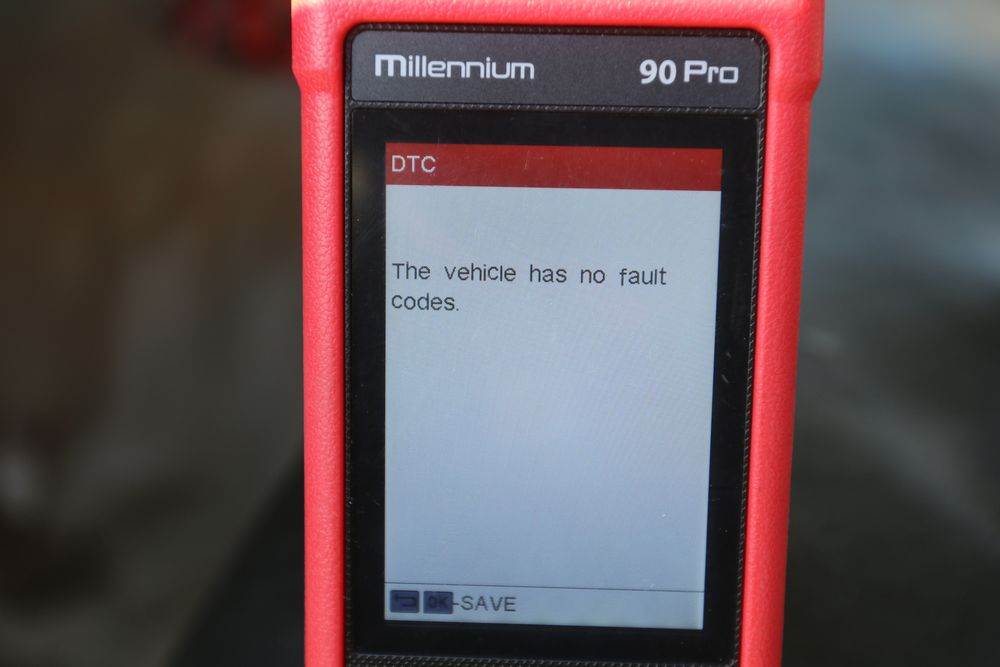 Millennium 90 Pro
DTC
The vehicle has no fault
codes.
OK-SAVE